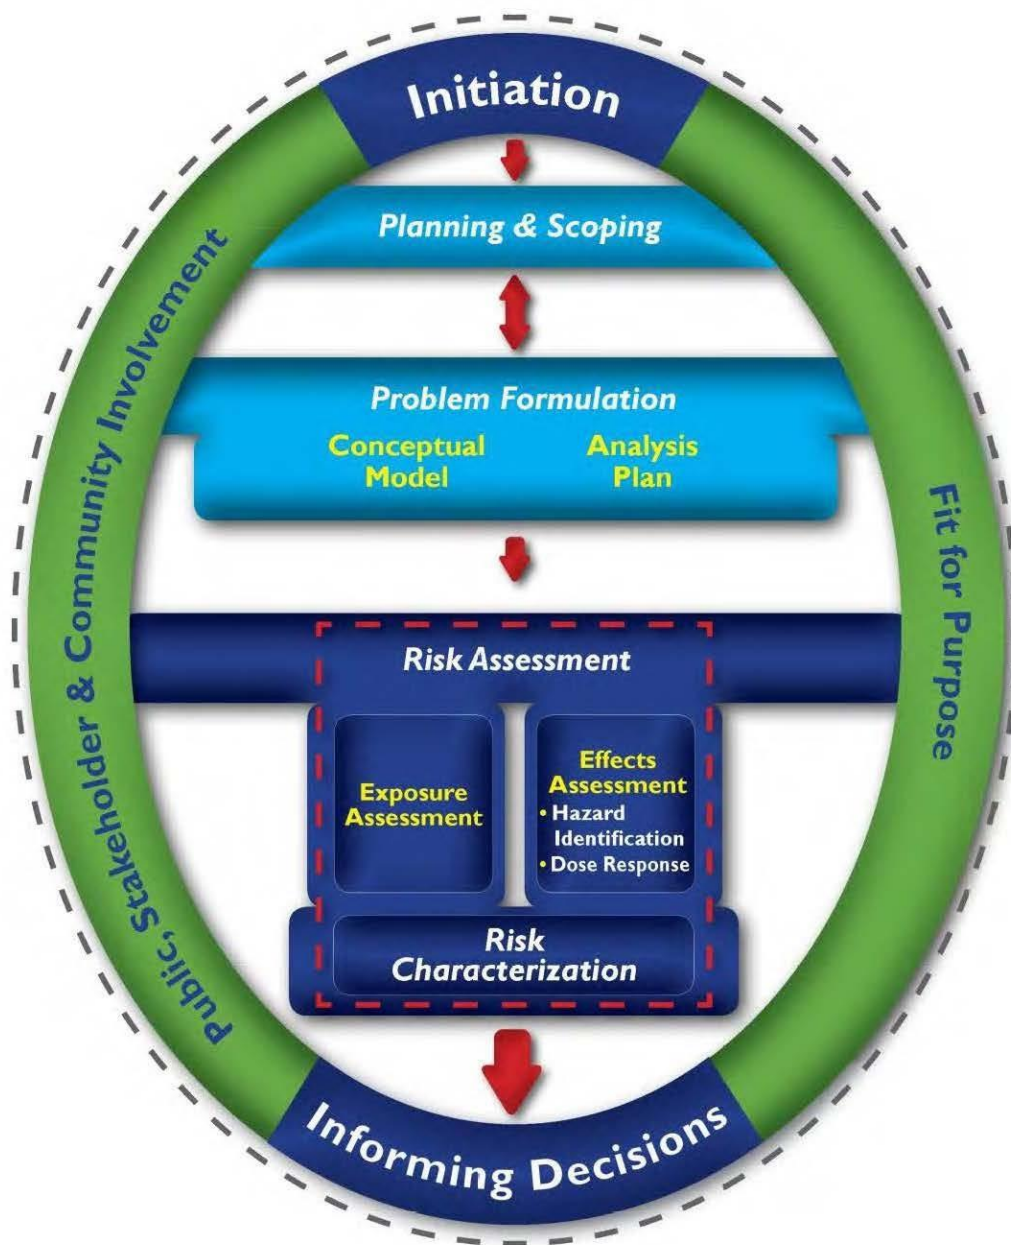 Initiation
Planning & Scoping
Public, Stakeholder & Community Involvement
Fit for Purpose
Problem Formulation
Conceptual
Model
Analysis
Plan
Risk Assessment
Exposure
Assessment
Effects
Assessment
• Hazard
Identification
• Dose Response
Risk
Characterization
Informing Decisions